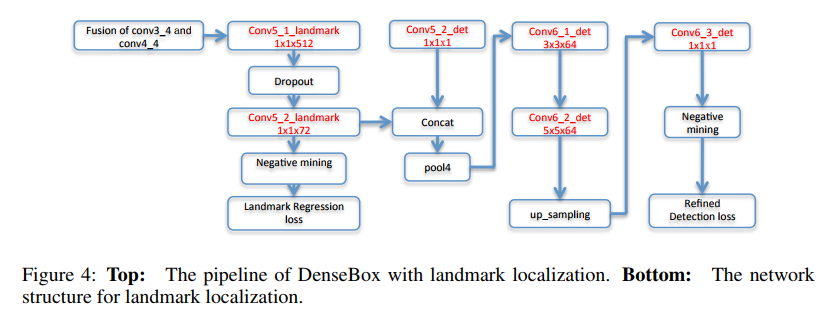 Fusion of conv3_4 and
conv4_4
Conv5_1_landmark
1x1x512
Dropout
Conv5_2_landmark
1x1x72
Negative mining
Landmark Regression
loss
Conv5_2_det
1x1x1
Concat
pool4
Conv6_1_det
3x3x64
Conv6_2_det
5x5x64
up_sampling
Conv6_3_det
1x1x1
Negative
mining
Refined
Detection loss
Figure 4: Top: The pipeline of DenseBox with landmark localization. Bottom: The network
structure for landmark localization.